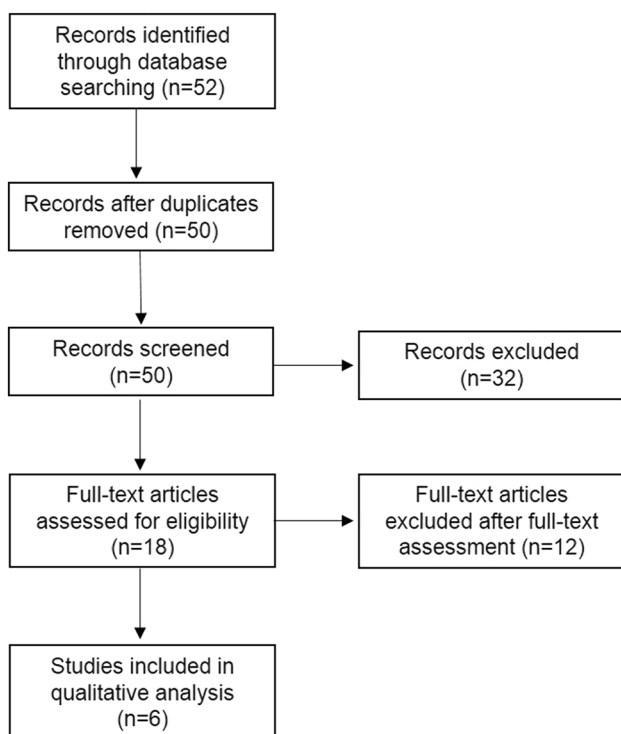 Records identified
through database
searching (n=52)
Records after duplicates
removed (n=50)
Records screened
(n=50)
Records excluded
(n=32)
Full-text articles
assessed for eligibility
(n=18)
Full-text articles
excluded after full-text
assessment (n=12)
Studies included in
qualitative analysis
(n=6)